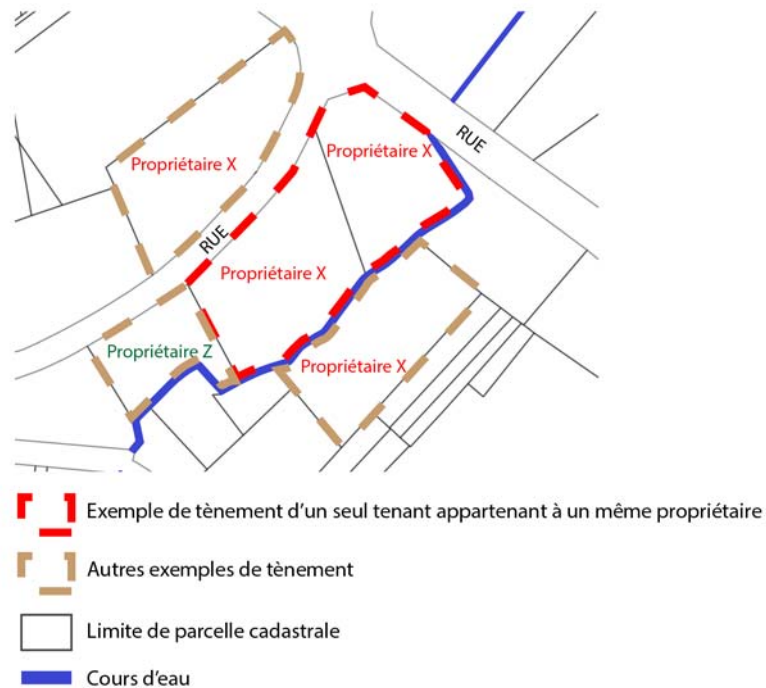 RUE
Propriétaire X
Propriétaire X
RUE
Propriétaire X
Propriétaire Z
Propriétaire X
Exemple de tènement d'un seul tenant appartenant à un même propriétaire
Autres exemples de tènement
Limite de parcelle cadastrale
Cours d'eau